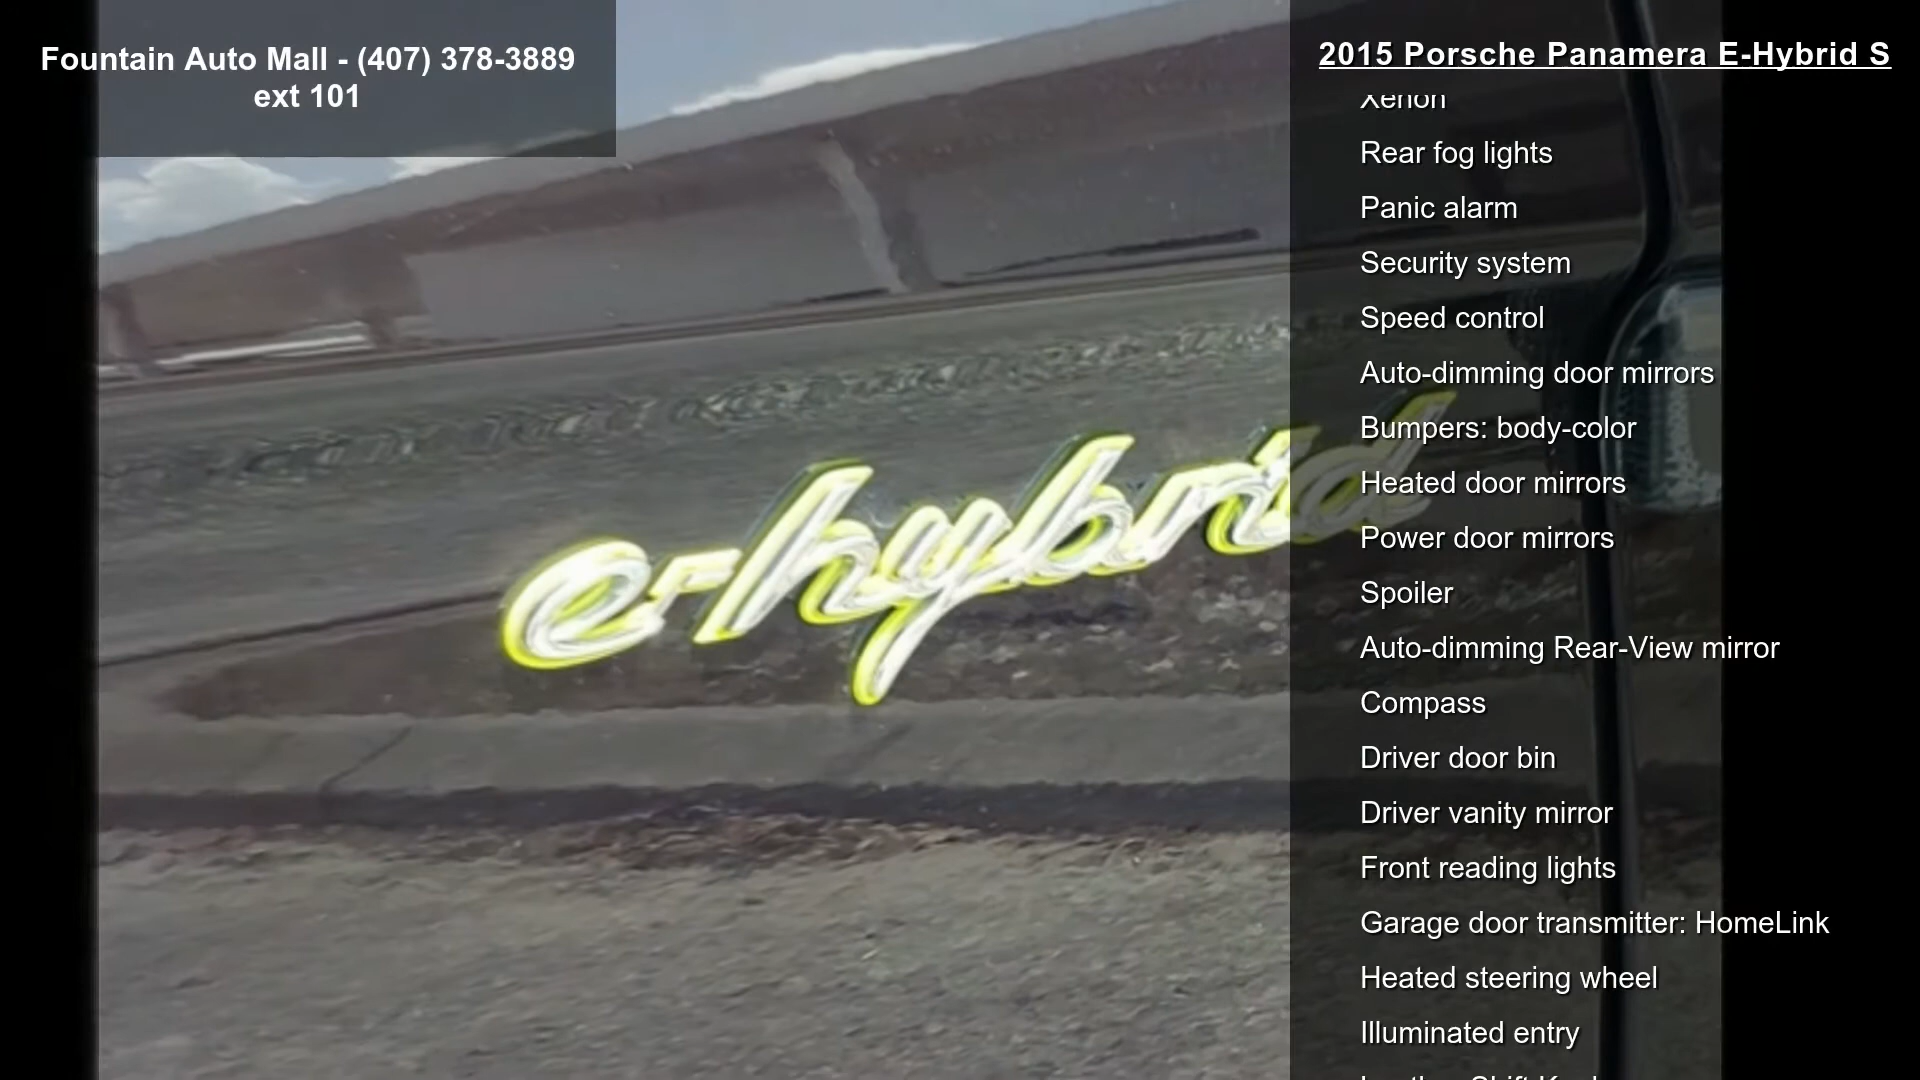 Fountain Auto Mall - (407) 378-3889
ext 101
2015 Porsche Panamera E-Hybrid S
Xenon
Rear fog lights
Panic alarm
Security system
Speed control
Auto-dimming door mirrors
Bumpers: body-color
Heated door mirrors
Power door mirrors
Spoiler
Auto-dimming Rear-View mirror
Compass
Driver door bin
Driver vanity mirror
Front reading lights
Garage door transmitter: HomeLink
Heated steering wheel
Illuminated entry
e-hybrid